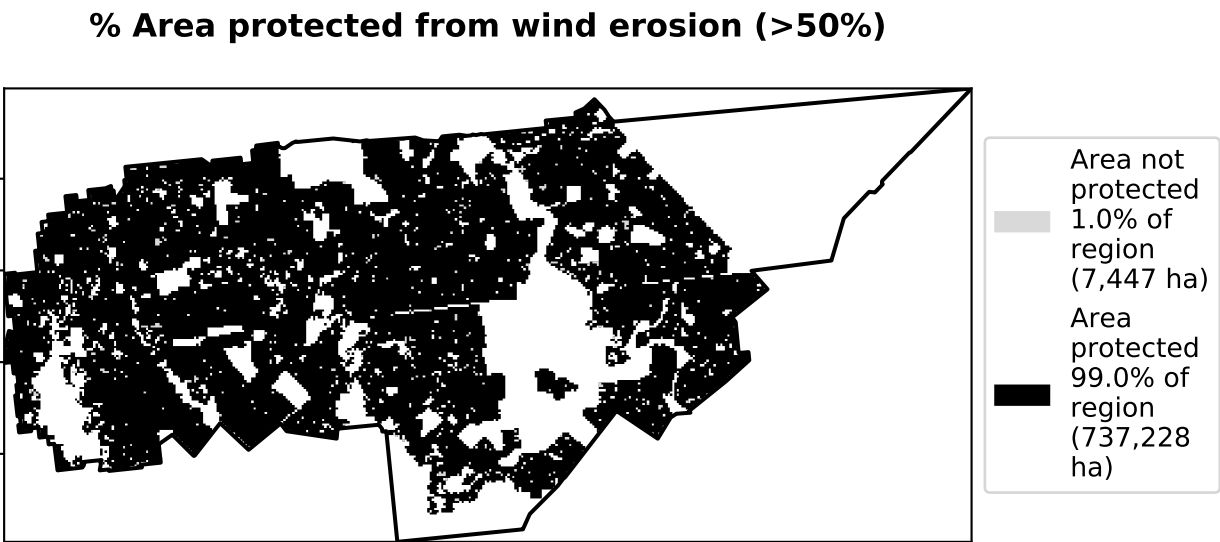 % Area protected from wind erosion (>50%)
Area not
protected
1.0% of
region
(7,447 ha)
Area
protected
99.0% of
region
(737,228
ha)